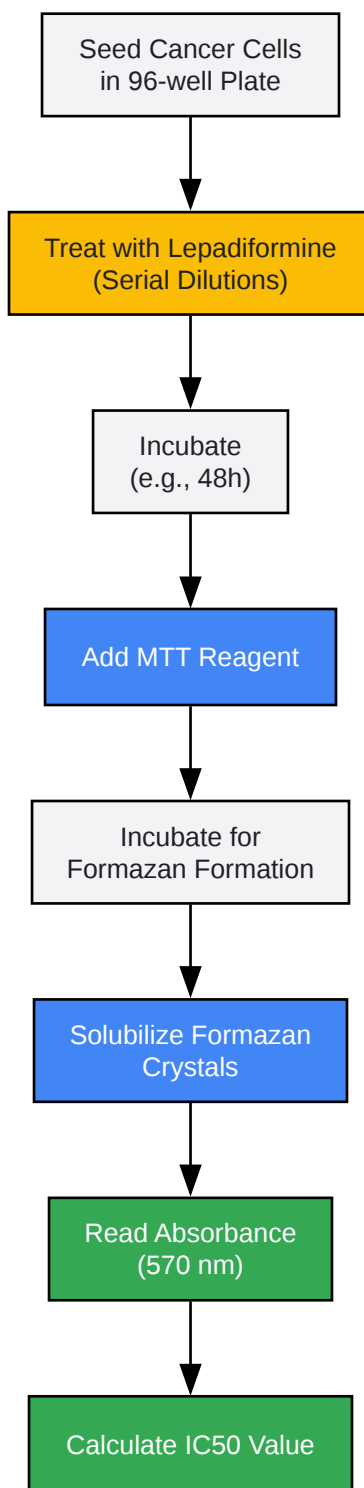 Seed Cancer Cells
in 96-well Plate
Treat with Lepadiformine
(Serial Dilutions)
Incubate
(e.g., 48h)
Add MTT Reagent
Incubate for
Formazan Formation
Solubilize Formazan
Crystals
Read Absorbance
(570 nm)
Calculate IC50 Value